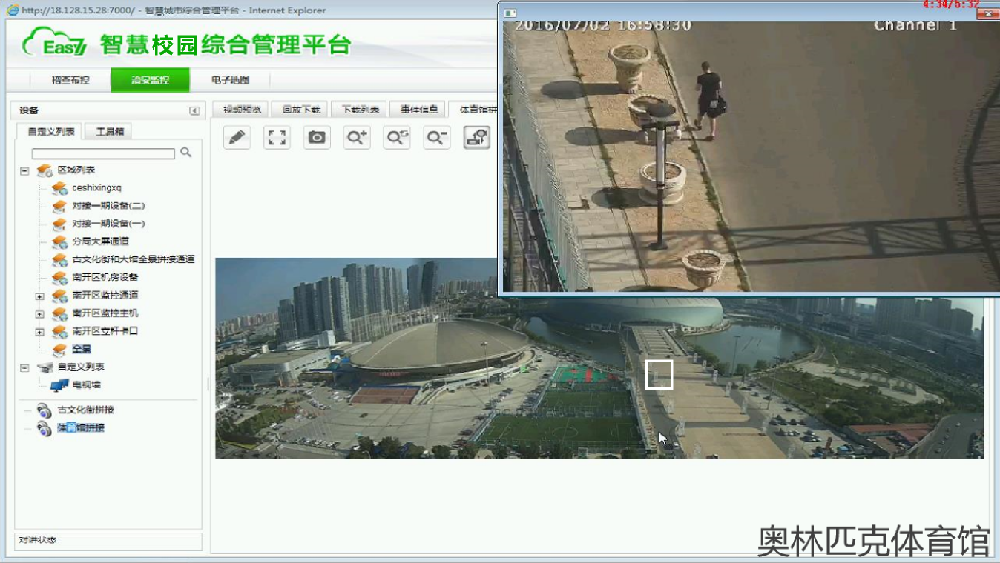 http://18.128.15.28:7000/ - 智慧城市综合管理平台 - Internet Explorer
4:34/5:32
Easy7 智慧校园综合管理平台
2016/07/02 16:58:30
Channel 1
稽查布控 治安监控 电子地图
设备
视频预览 回放下载 下载列表 事件信息 体育馆拼
自定义列表 工具箱
区域列表
ceshixingxq
对接一期设备(二)
对接一期设备(一)
分局大屏通道
古文化街和大馆全景拼接通道
南开区机房设备
南开区监控通道
南开区监控主机
南开区立杆卡口
全景
自定义列表
电视墙
古文化街拼接
体育馆拼接
对讲状态
奥林匹克体育馆